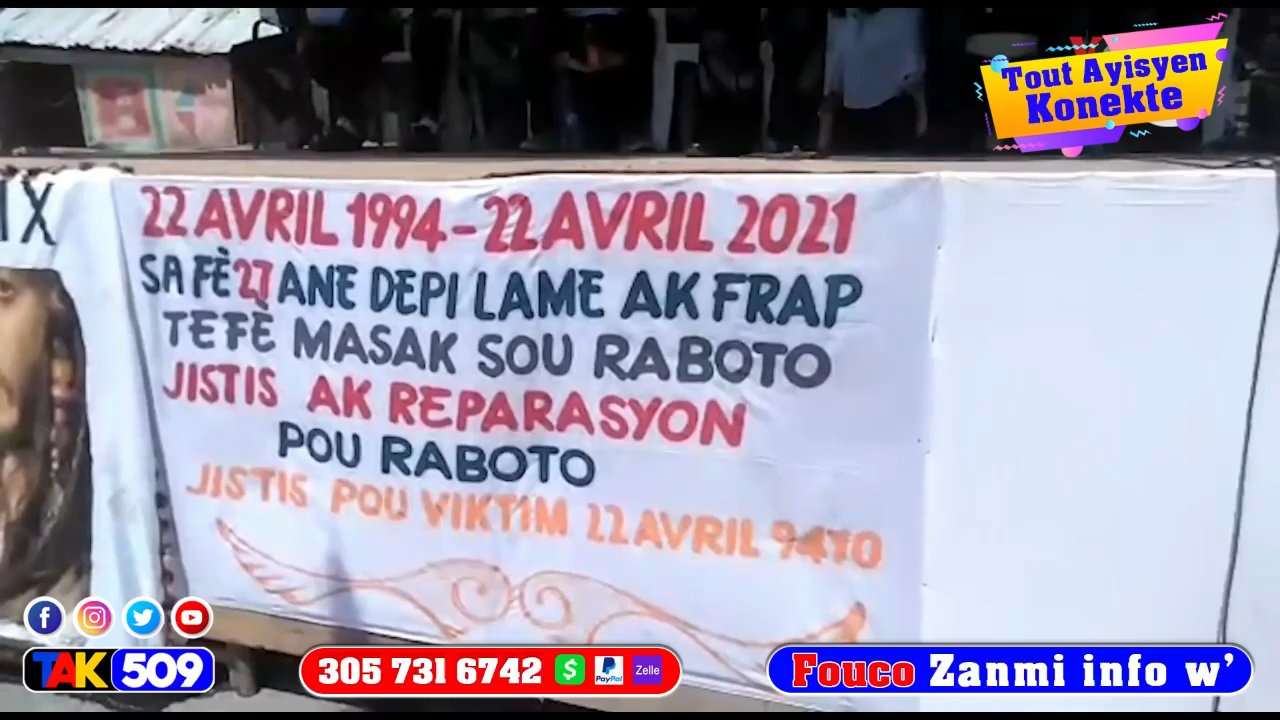 Tout Ayisyen
Konekte
IX
22 AVRIL 1994-22 AVRIL 2021
SA FÈ 27 ANE DEPI LAME AK FRAP
TE FÈ MASAK SOU RABOTO
JISTIS AK REPARASYON
POU RABOTO
JISTIS POU VIKTIM 22 AVRIL
TAK 509
305 731 6742
$
PayPal
Zelle
Fouco Zanmi info w'